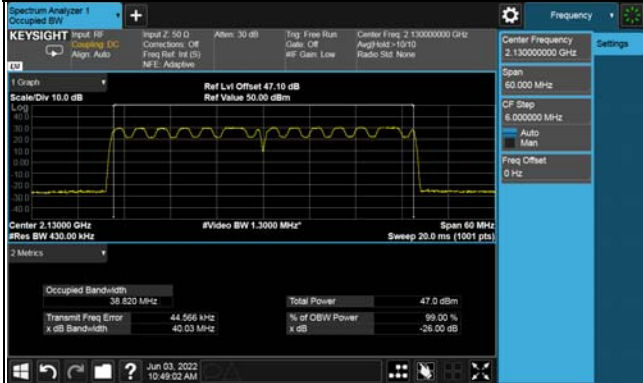 Spectrum Analyzer 1
Occupied BW
+
Frequency
KEYSIGHT Input: RF
Coupling: DC
Align: Auto
Input Z: 50 Ω
Corrections: Off
Freq Ref: Int (S)
NFE: Adaptive
Atten: 30 dB
Trig: Free Run
Gate: Off
#IF Gain: Low
Center Freq: 2.130000000 GHz
Avg|Hold:>10/10
Radio Std: None
LXI
Center Frequency
2.130000000 GHz
Settings
Span
60.000 MHz
CF Step
6.000000 MHz
Auto
Man
Freq Offset
0 Hz
1 Graph
Scale/Div 10.0 dB
Ref Lvl Offset 47.10 dB
Ref Value 50.00 dBm
Log
40.0
30.0
20.0
10.0
0.00
-10.0
-20.0
-30.0
-40.0
Center 2.13000 GHz
#Res BW 430.00 kHz
#Video BW 1.3000 MHz*
Span 60 MHz
Sweep 20.0 ms (1001 pts)
2 Metrics
Occupied Bandwidth
38.820 MHz
Total Power 47.0 dBm
Transmit Freq Error 44.566 kHz
% of OBW Power 99.00 %
x dB Bandwidth 40.03 MHz
x dB -26.00 dB
?
Jun 03, 2022
10:49:02 AM